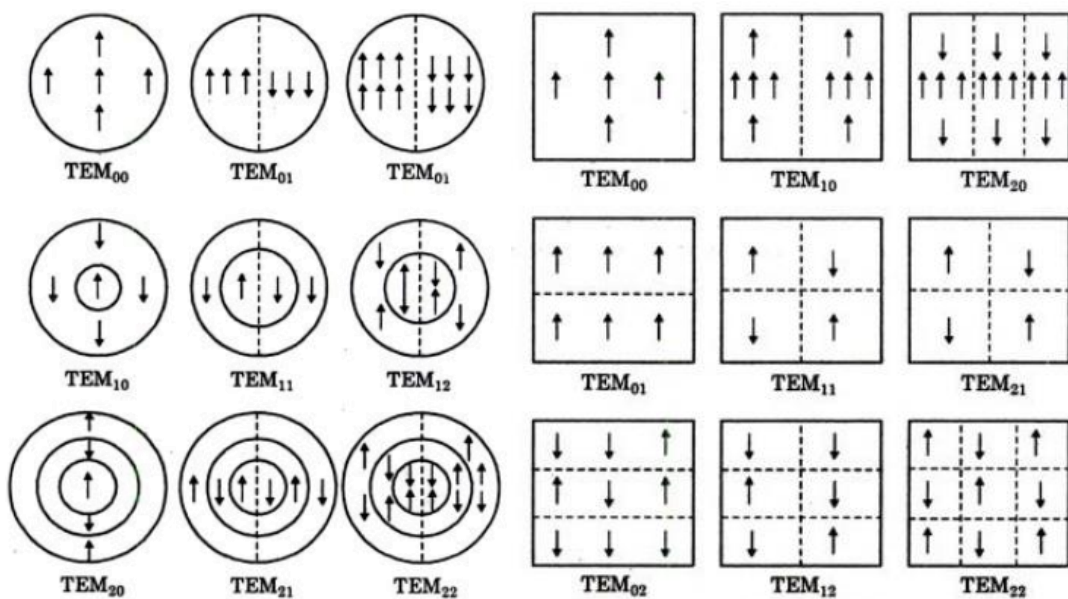 TEM₀₀ TEM₀₁ TEM₀₁ TEM₀₀ TEM₁₀ TEM₂₀
TEM₁₀ TEM₁₁ TEM₁₂ TEM₀₁ TEM₁₁ TEM₂₁
TEM₂₀ TEM₂₁ TEM₂₂ TEM₀₂ TEM₁₂ TEM₂₂